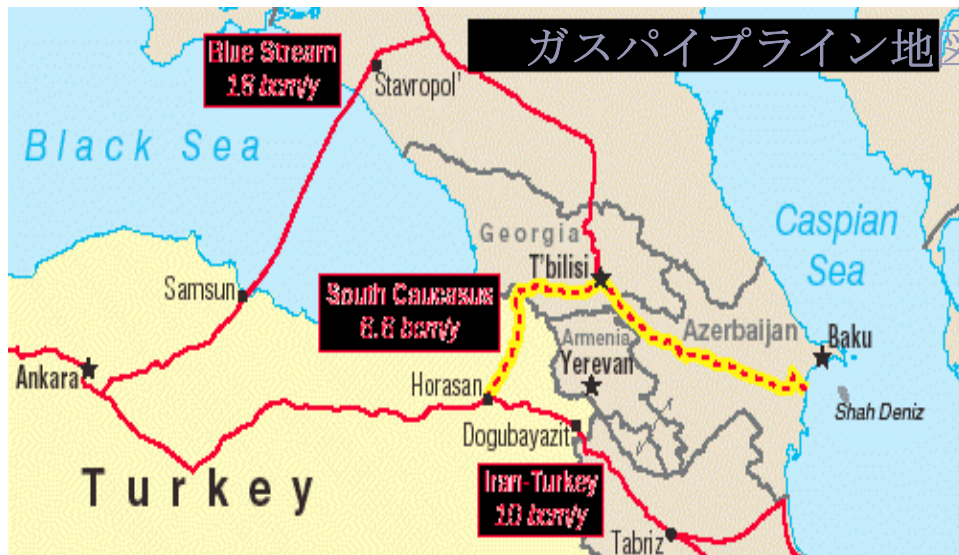 ガスパイプライン地図
Blue Stream
16 bcm/y
Stavropol'
Black Sea
Georgia
T'bilisi
Caspian
Sea
Samsun
South Caucasus
6.6 bcm/y
Armenia
Azerbaijan
Baku
Yerevan
Ankara
Horasan
Shah Deniz
Dogubayazit
Turkey
Iran-Turkey
10 bcm/y
Tabriz